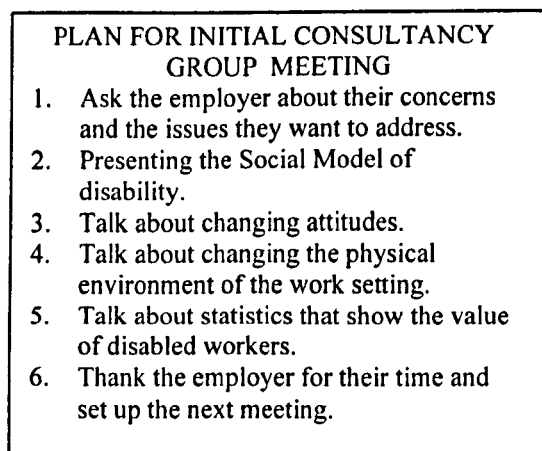 PLAN FOR INITIAL CONSULTANCY
GROUP MEETING
1. Ask the employer about their concerns
and the issues they want to address.
2. Presenting the Social Model of
disability.
3. Talk about changing attitudes.
4. Talk about changing the physical
environment of the work setting.
5. Talk about statistics that show the value
of disabled workers.
6. Thank the employer for their time and
set up the next meeting.